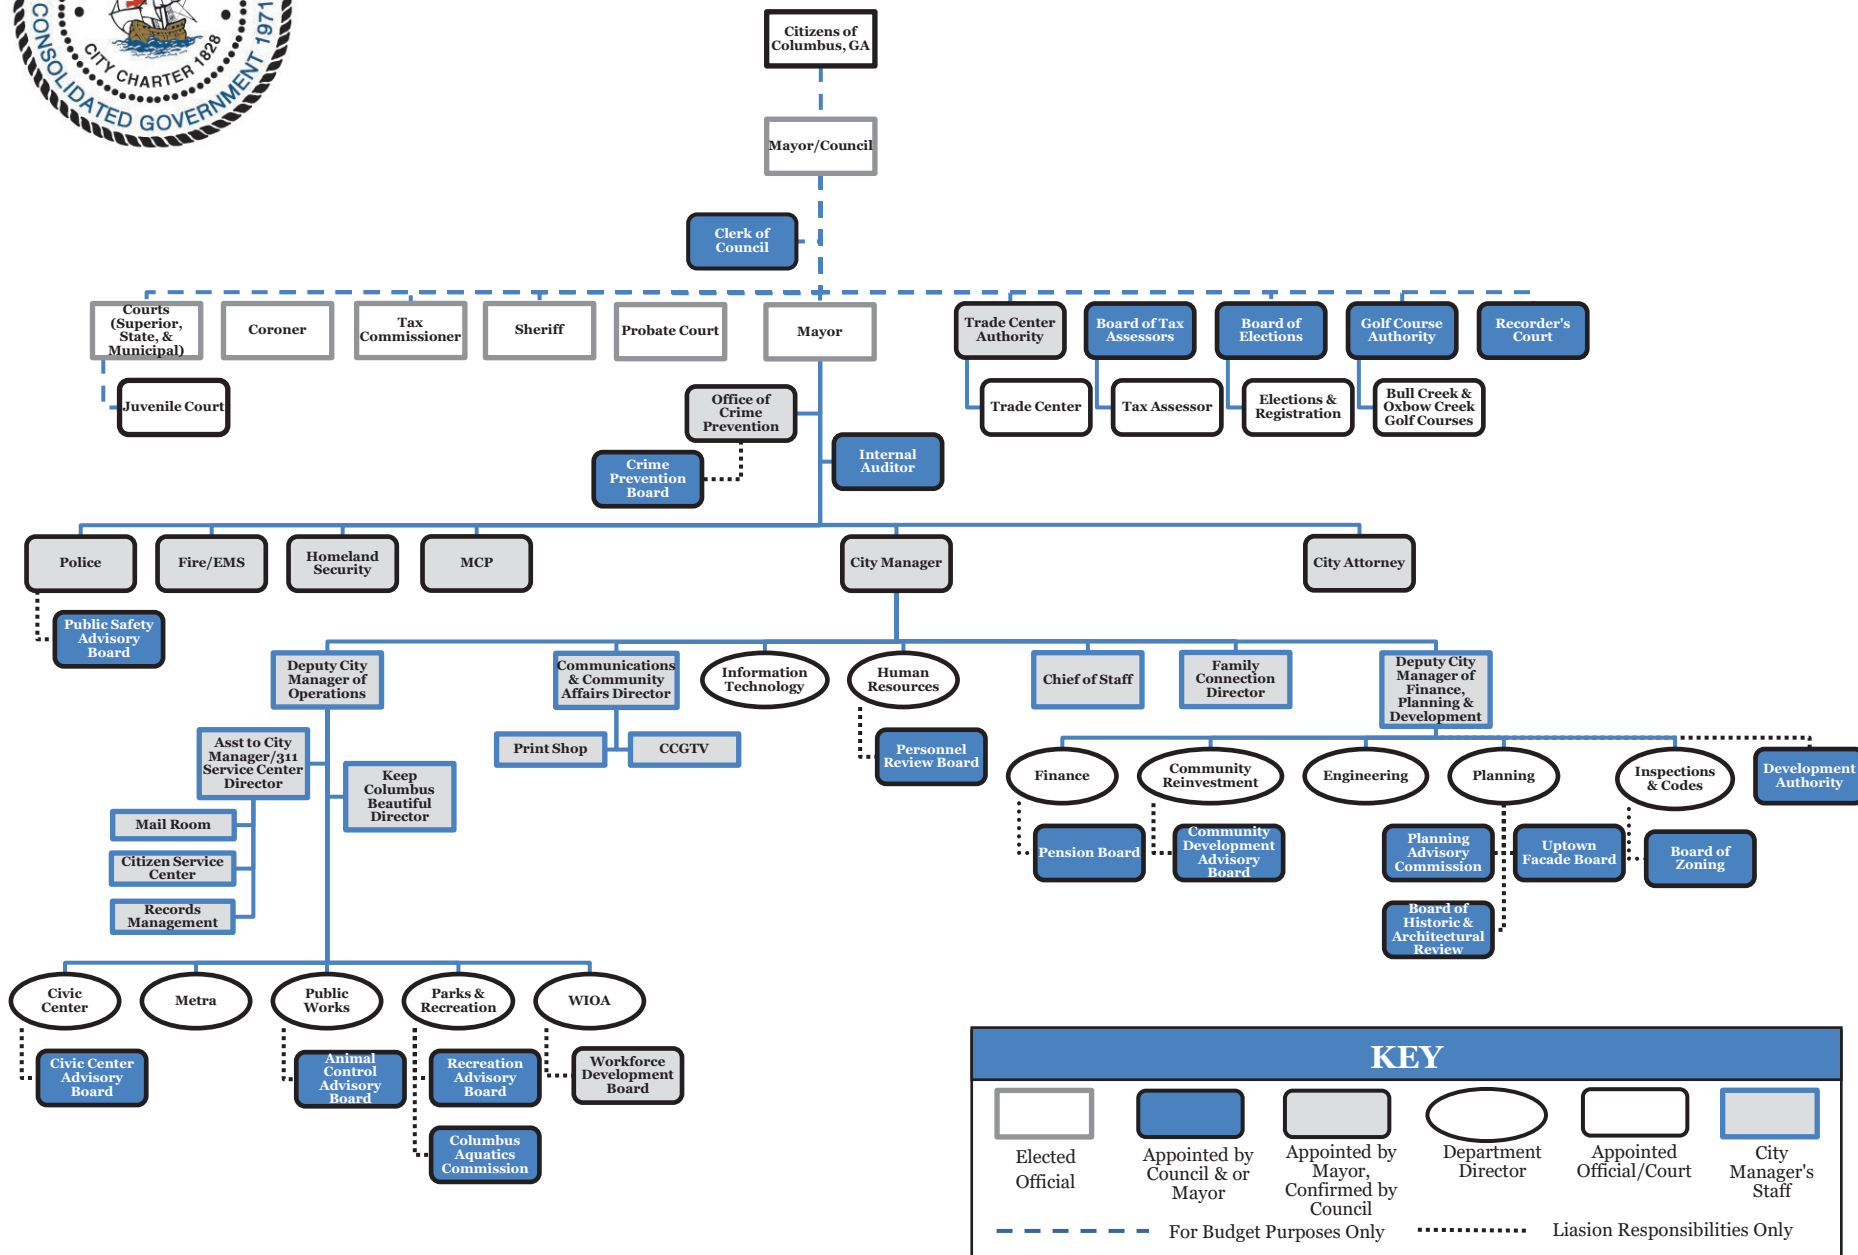 CONSOLIDATED GOVERNMENT 1971
CITY CHARTER 1828
Citizens of
Columbus, GA
Mayor/Council
Clerk of
Council
Courts
(Superior,
State, &
Municipal)
Coroner
Tax
Commissioner
Sheriff
Probate Court
Mayor
Trade Center
Authority
Board of Tax
Assessors
Board of
Elections
Golf Course
Authority
Recorder's
Court
Juvenile Court
Office of
Crime
Prevention
Trade Center
Tax Assessor
Elections &
Registration
Bull Creek &
Oxbow Creek
Golf Courses
Crime
Prevention
Board
Internal
Auditor
Police
Fire/EMS
Homeland
Security
MCP
City Manager
City Attorney
Public Safety
Advisory
Board
Deputy City
Manager of
Operations
Communications
& Community
Affairs Director
Information
Technology
Human
Resources
Chief of Staff
Family
Connection
Director
Deputy City
Manager of
Finance,
Planning &
Development
Asst to City
Manager/311
Service Center
Director
Print Shop
CCGTV
Personnel
Review Board
Keep
Columbus
Beautiful
Director
Finance
Community
Reinvestment
Engineering
Planning
Inspections
& Codes
Development
Authority
Mail Room
Citizen Service
Center
Records
Management
Pension Board
Community
Development
Advisory
Board
Planning
Advisory
Commission
Uptown
Facade Board
Board of
Zoning
Board of
Historic &
Architectural
Review
Civic
Center
Metra
Public
Works
Parks &
Recreation
WIOA
Civic Center
Advisory
Board
Animal
Control
Advisory
Board
Recreation
Advisory
Board
Workforce
Development
Board
Columbus
Aquatics
Commission
KEY
Elected
Official
Appointed by
Council & or
Mayor
Appointed by
Mayor,
Confirmed by
Council
Department
Director
Appointed
Official/Court
City
Manager's
Staff
For Budget Purposes Only
Liasion Responsibilities Only